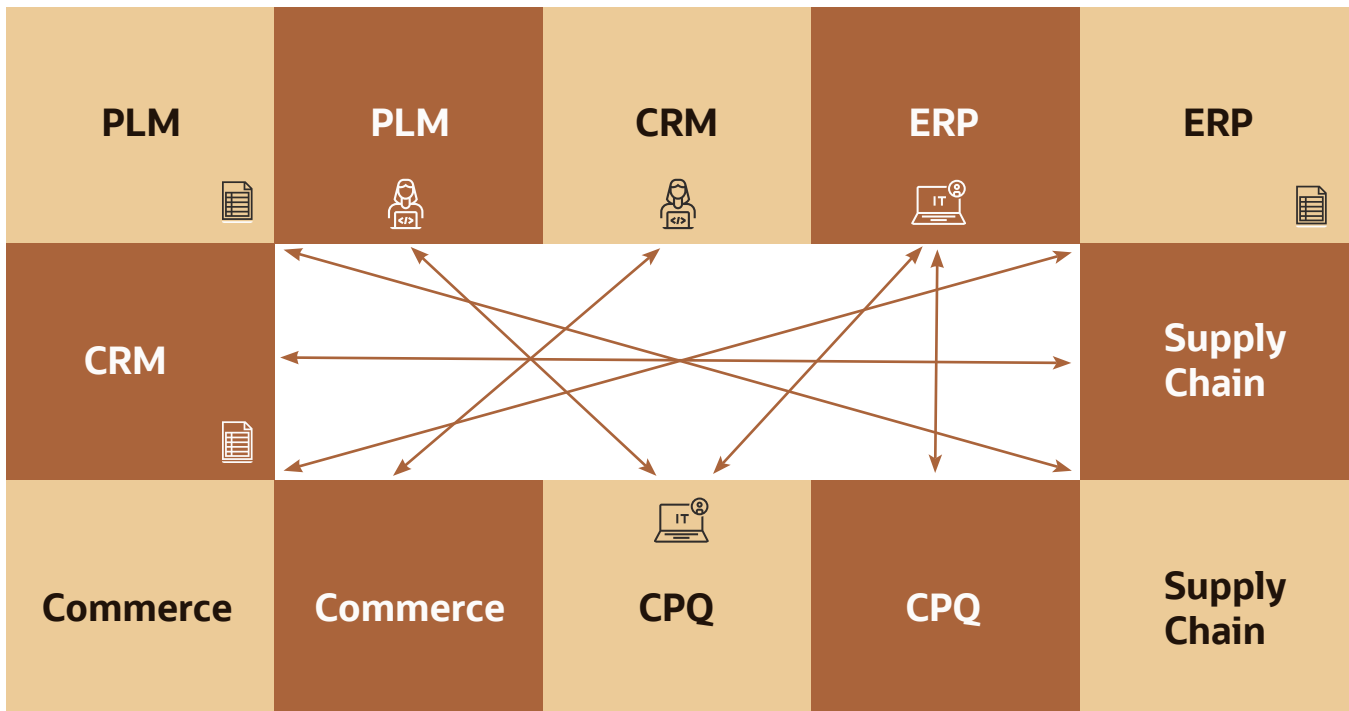 PLM
PLM
CRM
ERP
ERP
</>
</>
IT
CRM
Supply
Chain
IT
Commerce
Commerce
CPQ
CPQ
Supply
Chain